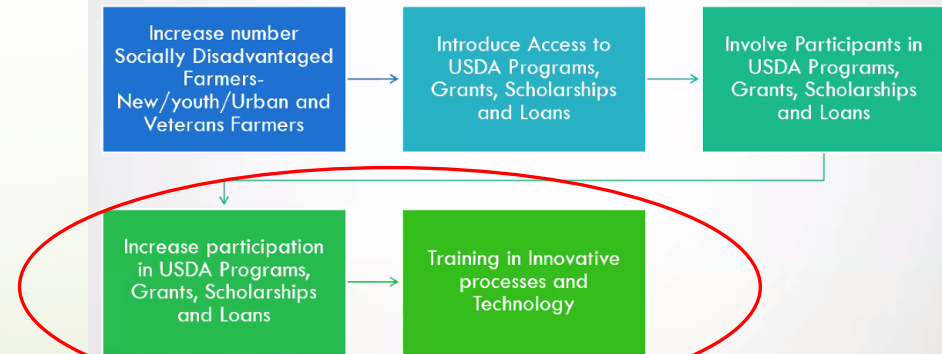 Increase number
Socially Disadvantaged
Farmers-
New/youth/Urban and
Veterans Farmers
Introduce Access to
USDA Programs,
Grants, Scholarships
and Loans
Involve Participants in
USDA Programs,
Grants, Scholarships
and Loans
Increase participation
in USDA Programs,
Grants, Scholarships
and Loans
Training in Innovative
processes and
Technology